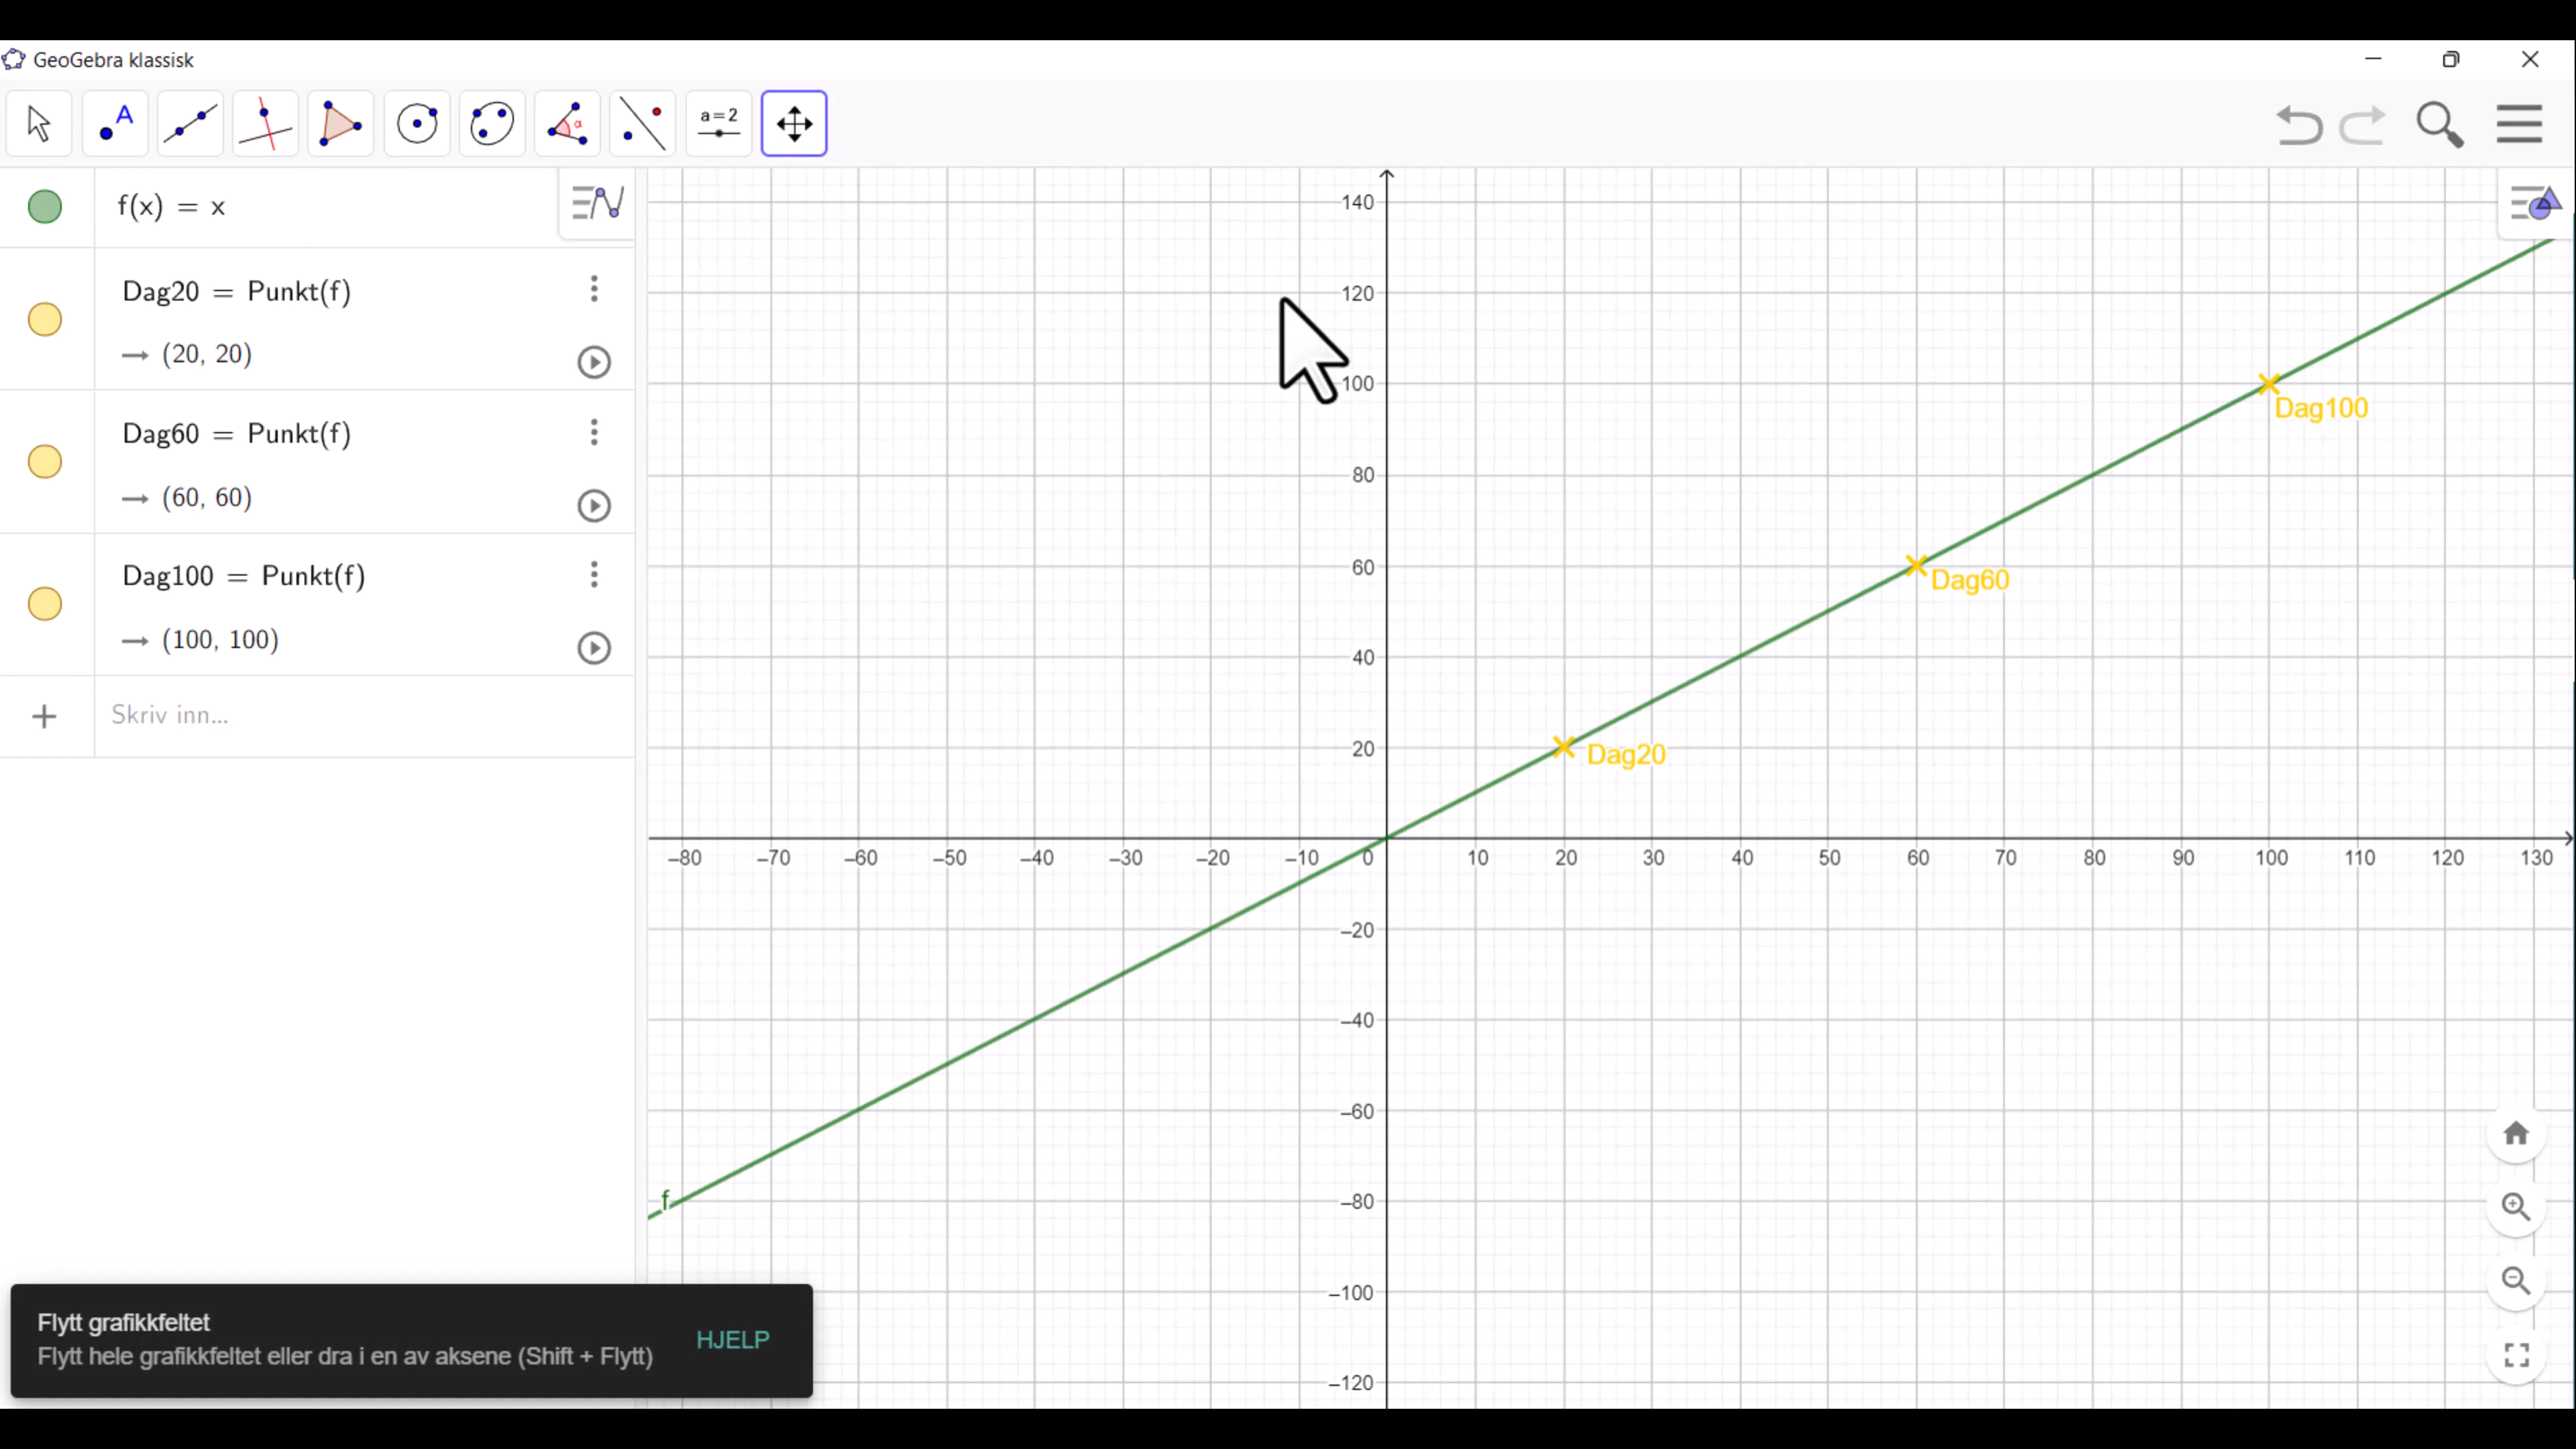 GeoGebra klassisk
A
α
a = 2
f(x) = x
Dag20 = Punkt(f)
→ (20, 20)
Dag60 = Punkt(f)
→ (60, 60)
Dag100 = Punkt(f)
→ (100, 100)
+ Skriv inn...
140
120
100
80
60
40
20
–20
–40
–60
–80
–100
–120
–80 –70 –60 –50 –40 –30 –20 –10 0 10 20 30 40 50 60 70 80 90 100 110 120 130
Dag100
Dag60
Dag20
f
Flytt grafikkfeltet
Flytt hele grafikkfeltet eller dra i en av aksene (Shift + Flytt)
HJELP